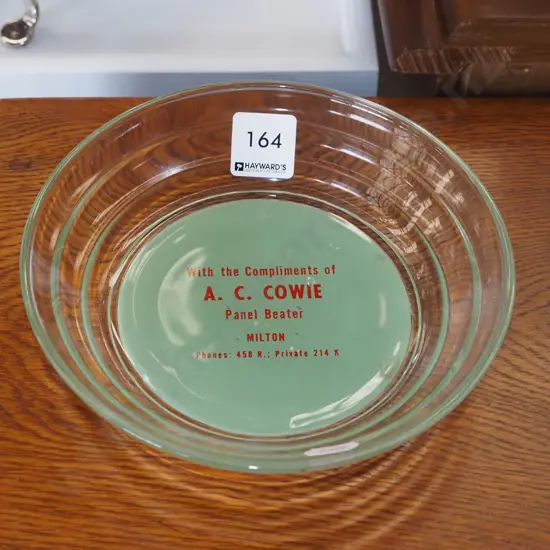 164
HAYWARD'S
With the Compliments of
A. C. COWIE
Panel Beater
MILTON
Phones: 458 R.; Private 214 K